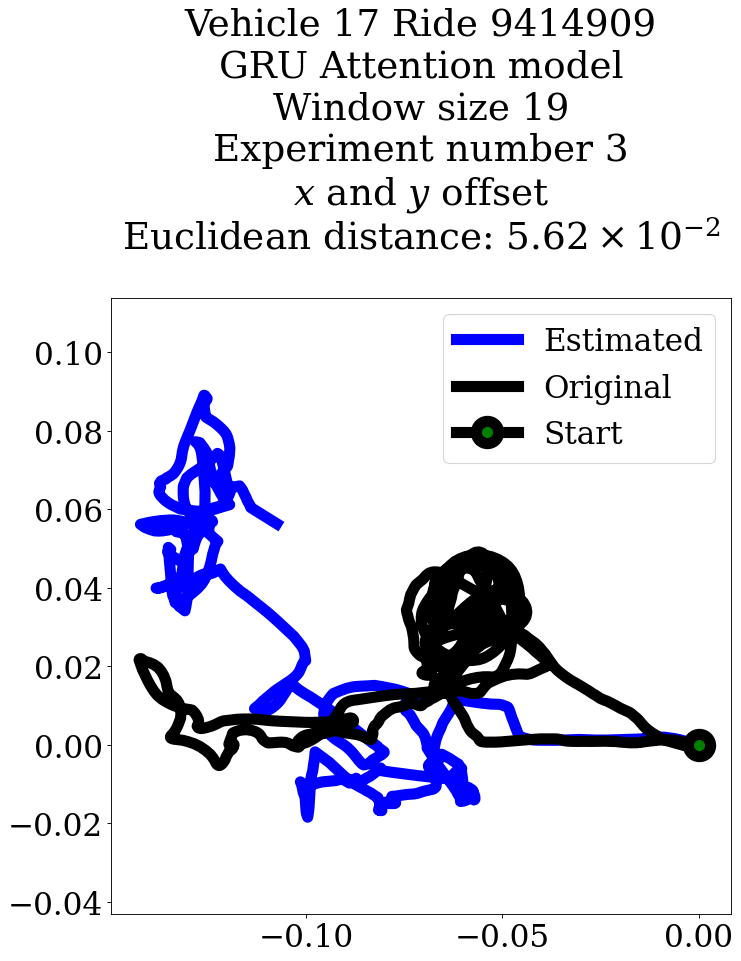 Vehicle 17 Ride 9414909
GRU Attention model
Window size 19
Experiment number 3
x and y offset
Euclidean distance: 5.62 × 10⁻²
Estimated
Original
Start
0.10
0.08
0.06
0.04
0.02
0.00
−0.02
−0.04
−0.10
−0.05
0.00